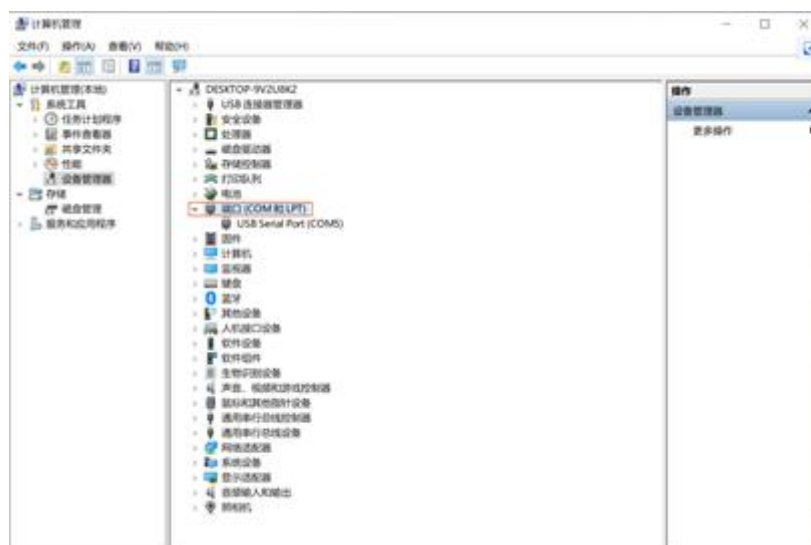 计算机管理
文件(F) 操作(A) 查看(V) 帮助(H)
计算机管理(本地)
系统工具
任务计划程序
事件查看器
共享文件夹
性能
设备管理器
存储
磁盘管理
服务和应用程序
DESKTOP-9V2U8K2
USB 连接器管理器
安全设备
处理器
磁盘驱动器
存储控制器
打印队列
电池
端口 (COM 和 LPT)
USB Serial Port (COM5)
固件
计算机
监视器
键盘
蓝牙
其他设备
人机接口设备
软件设备
软件组件
生物识别设备
声音、视频和游戏控制器
鼠标和其他指针设备
通用串行总线控制器
通用串行总线设备
网络适配器
系统设备
显示适配器
音频输入和输出
照相机
操作
设备管理器
更多操作